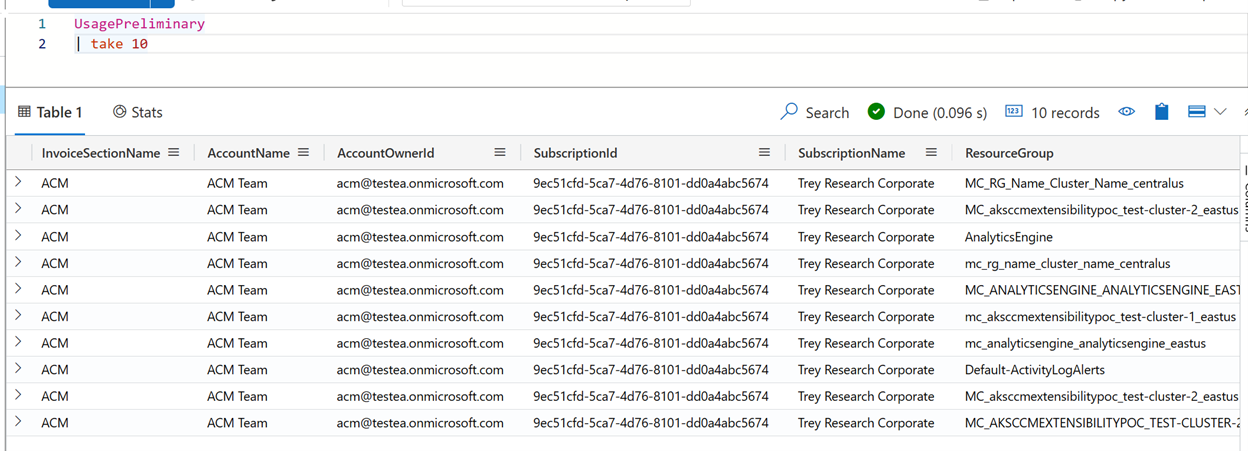 1 UsagePreliminary
2 | take 10
Table 1 Stats Search Done (0.096 s) 123 10 records
InvoiceSectionName AccountName AccountOwnerId SubscriptionId SubscriptionName ResourceGroup
ACM ACM Team acm@testea.onmicrosoft.com 9ec51cfd-5ca7-4d76-8101-dd0a4abc5674 Trey Research Corporate MC_RG_Name_Cluster_Name_centralus
ACM ACM Team acm@testea.onmicrosoft.com 9ec51cfd-5ca7-4d76-8101-dd0a4abc5674 Trey Research Corporate MC_aksccmextensibilitypoc_test-cluster-2_eastus
ACM ACM Team acm@testea.onmicrosoft.com 9ec51cfd-5ca7-4d76-8101-dd0a4abc5674 Trey Research Corporate AnalyticsEngine
ACM ACM Team acm@testea.onmicrosoft.com 9ec51cfd-5ca7-4d76-8101-dd0a4abc5674 Trey Research Corporate mc_rg_name_cluster_name_centralus
ACM ACM Team acm@testea.onmicrosoft.com 9ec51cfd-5ca7-4d76-8101-dd0a4abc5674 Trey Research Corporate MC_ANALYTICSENGINE_ANALYTICSENGINE_EAST
ACM ACM Team acm@testea.onmicrosoft.com 9ec51cfd-5ca7-4d76-8101-dd0a4abc5674 Trey Research Corporate mc_aksccmextensibilitypoc_test-cluster-1_eastus
ACM ACM Team acm@testea.onmicrosoft.com 9ec51cfd-5ca7-4d76-8101-dd0a4abc5674 Trey Research Corporate mc_analyticsengine_analyticsengine_eastus
ACM ACM Team acm@testea.onmicrosoft.com 9ec51cfd-5ca7-4d76-8101-dd0a4abc5674 Trey Research Corporate Default-ActivityLogAlerts
ACM ACM Team acm@testea.onmicrosoft.com 9ec51cfd-5ca7-4d76-8101-dd0a4abc5674 Trey Research Corporate MC_aksccmextensibilitypoc_test-cluster-2_eastus
ACM ACM Team acm@testea.onmicrosoft.com 9ec51cfd-5ca7-4d76-8101-dd0a4abc5674 Trey Research Corporate MC_AKSCCMEXTENSIBILITYPOC_TEST-CLUSTER-2